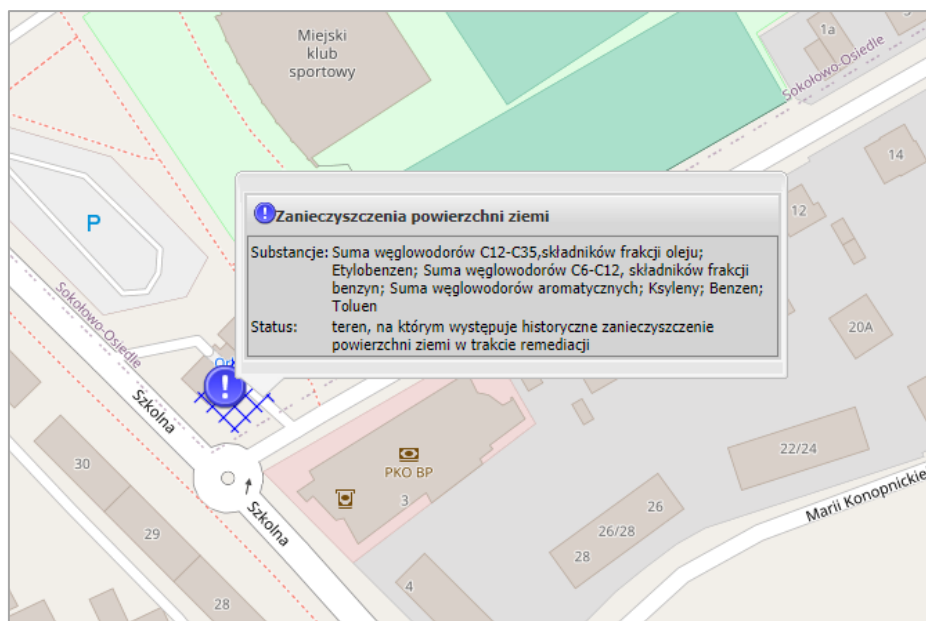 Miejski
klub
sportowy
1a
Sokołowo-Osiedle
14
12
P
!Zanieczyszczenia powierzchni ziemi
Substancje: Suma węglowodorów C12-C35,składników frakcji oleju;
Etylobenzen; Suma węglowodorów C6-C12, składników frakcji
benzyn; Suma węglowodorów aromatycznych; Ksyleny; Benzen;
Toluen
Status: teren, na którym występuje historyczne zanieczyszczenie
powierzchni ziemi w trakcie remediacji
20A
Sokołowo-Osiedle
!
Szkolna
30
PKO BP
3
22/24
Marii Konopnickie
Szkolna
26
26/28
28
29
4
28